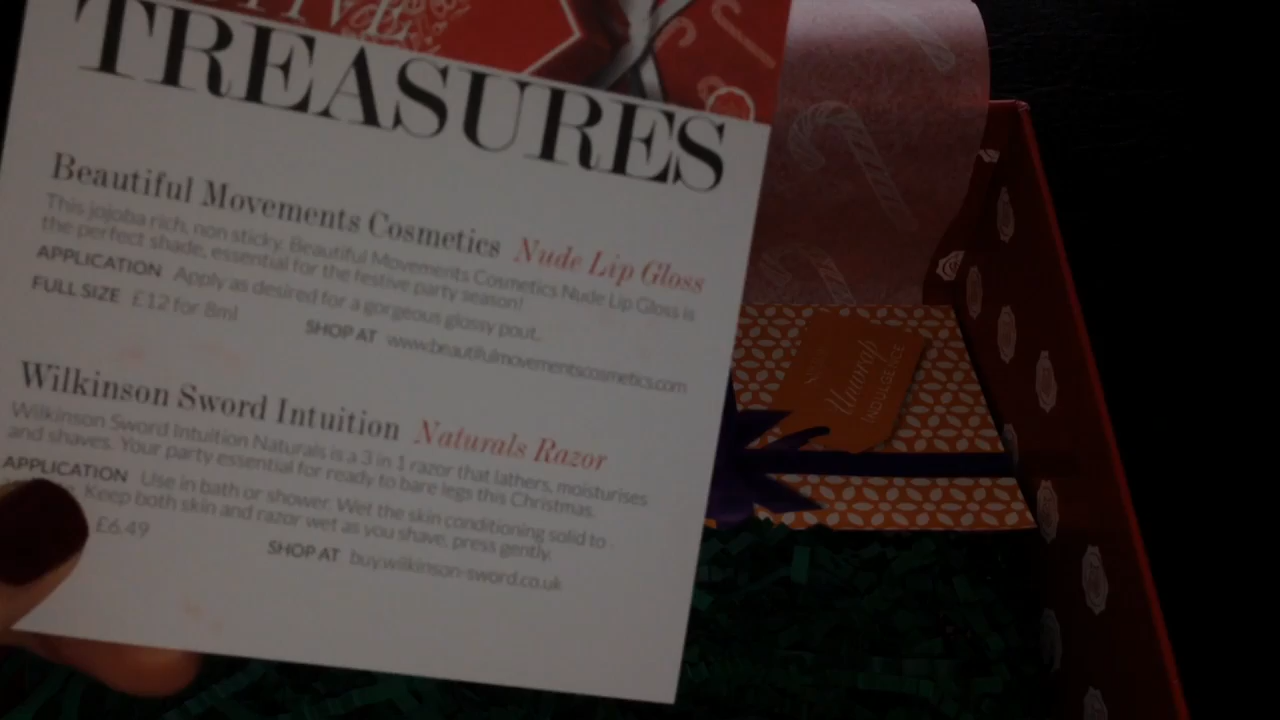 TREASURES
Beautiful Movements Cosmetics Nude Lip Gloss
This jojoba rich, non sticky, Beautiful Movements Cosmetics Nude Lip Gloss is
the perfect shade, essential for the festive party season!
APPLICATION Apply as desired for a gorgeous glossy pout.
FULL SIZE £12 for 8ml SHOP AT www.beautifulmovementscosmetics.com
Wilkinson Sword Intuition Naturals Razor
Wilkinson Sword Intuition Naturals is a 3 in 1 razor that lathers, moisturises
and shaves. Your party essential for ready to bare legs this Christmas.
APPLICATION Use in bath or shower. Wet the skin conditioning solid to
Keep both skin and razor wet as you shave, press gently.
£6.49 SHOP AT buy.wilkinson-sword.co.uk
Unwrap
INDULGENCE